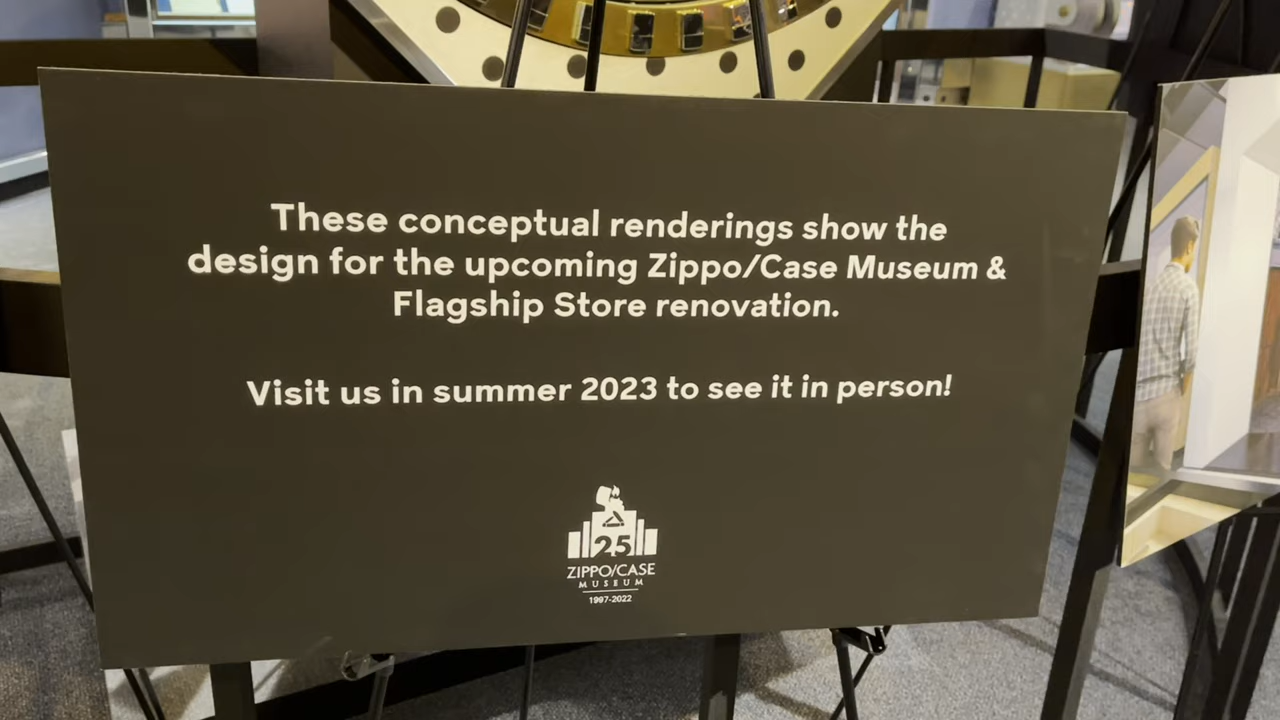 These conceptual renderings show the
design for the upcoming Zippo/Case Museum &
Flagship Store renovation.
Visit us in summer 2023 to see it in person!
25
ZIPPO/CASE
MUSEUM
1997-2022